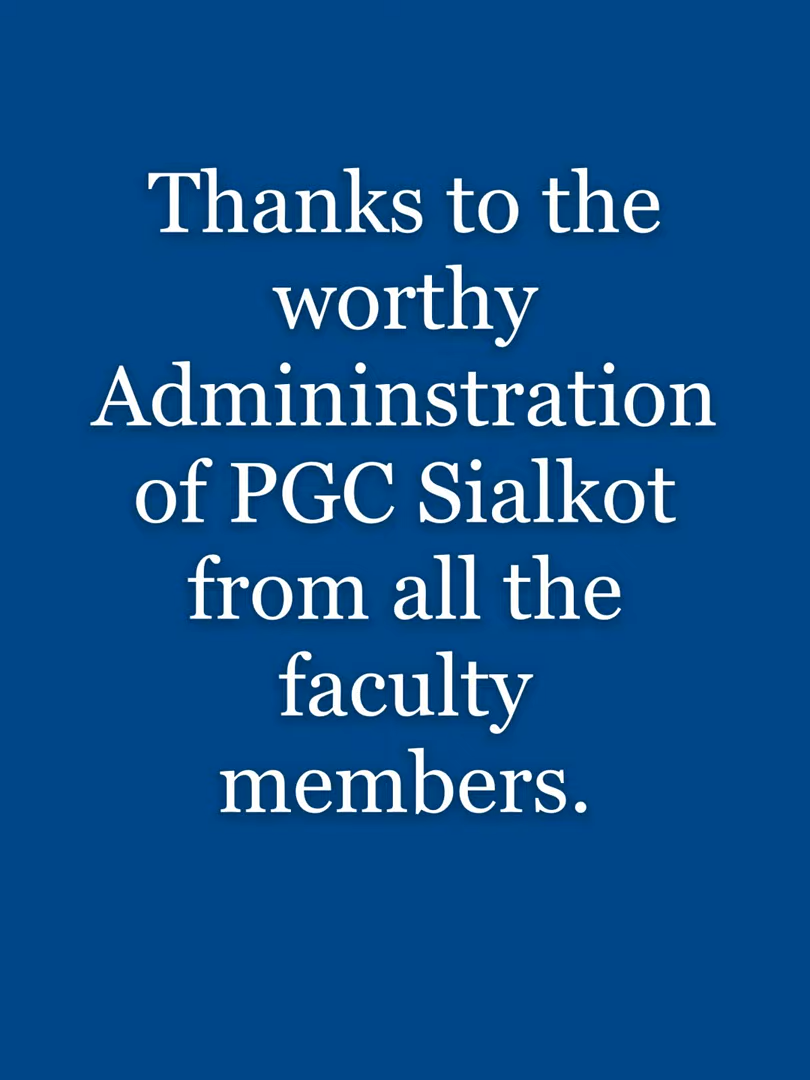 Thanks to the
worthy
Admininstration
of PGC Sialkot
from all the
faculty
members.